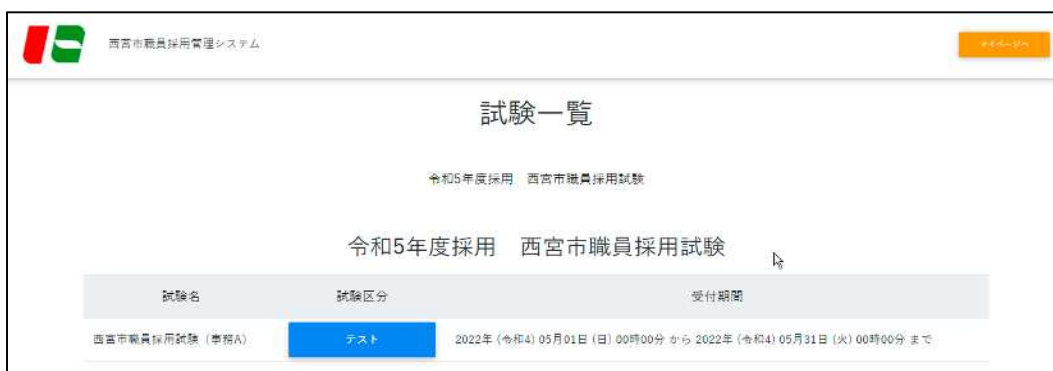 西宮市職員採用管理システム
マイページへ
試験一覧
令和5年度採用　西宮市職員採用試験
令和5年度採用　西宮市職員採用試験
試験名 試験区分 受付期間
西宮市職員採用試験（事務A） テスト 2022年 (令和4) 05月01日 (日) 00時00分 から 2022年 (令和4) 05月31日 (火) 00時00分 まで